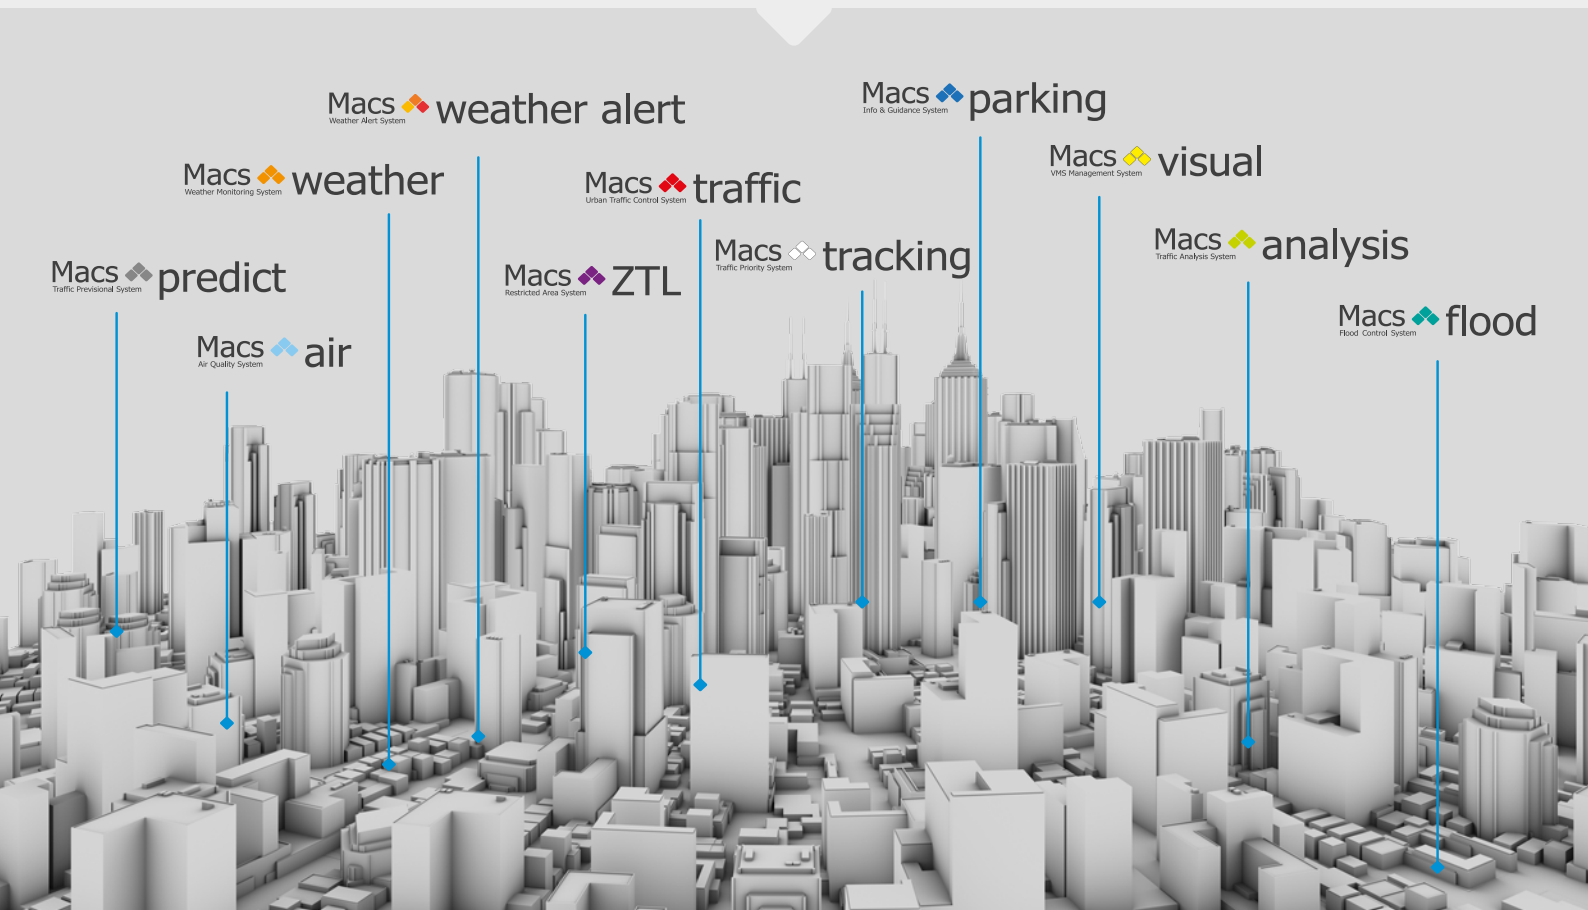 Macs weather alert
Weather Alert System
Macs parking
Info & Guidance System
Macs visual
VMS Management System
Macs weather
Weather Monitoring System
Macs traffic
Urban Traffic Control System
Macs tracking
Traffic Priority System
Macs analysis
Traffic Analysis System
Macs predict
Traffic Previsional System
Macs ZTL
Restricted Area System
Macs flood
Flood Control System
Macs air
Air Quality System